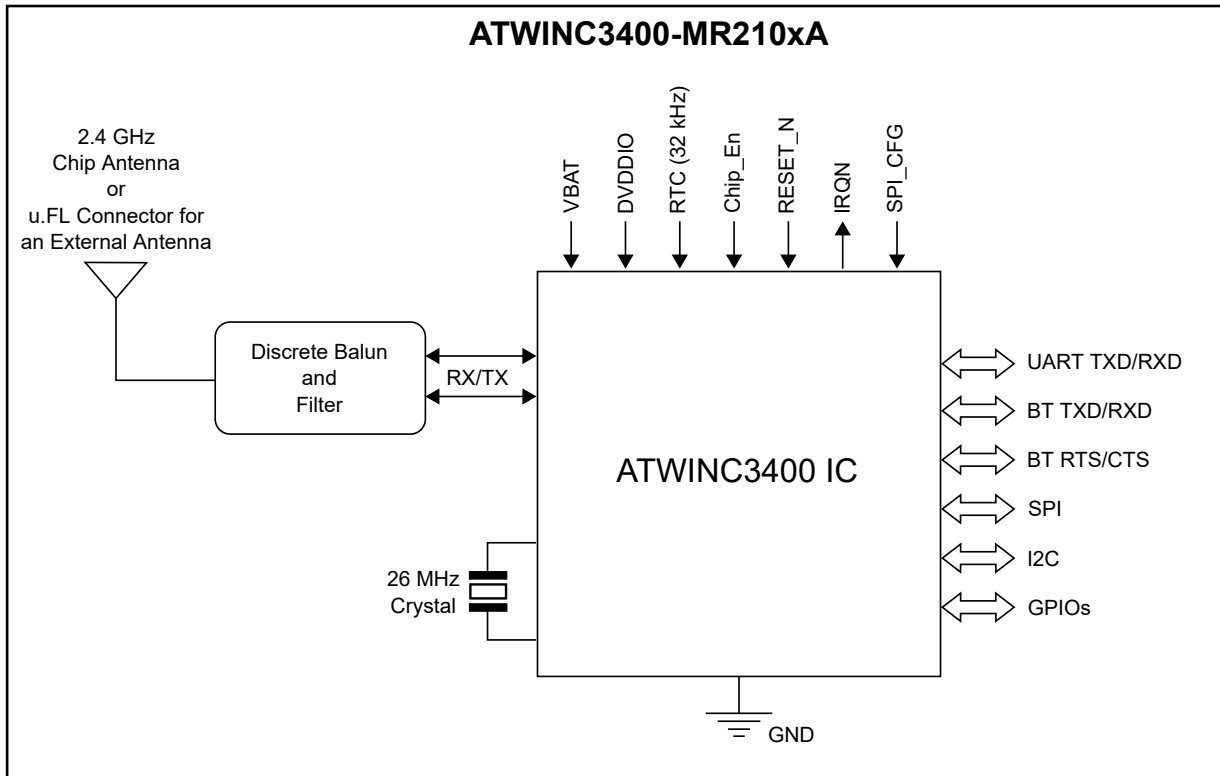 ATWINC3400-MR210xA
2.4 GHz
Chip Antenna
or
u.FL Connector for
an External Antenna
VBAT
DVDDIO
RTC (32 kHz)
Chip_En
RESET_N
IRQN
SPI_CFG
Discrete Balun
and
Filter
RX/TX
ATWINC3400 IC
UART TXD/RXD
BT TXD/RXD
BT RTS/CTS
SPI
I2C
GPIOs
26 MHz
Crystal
GND